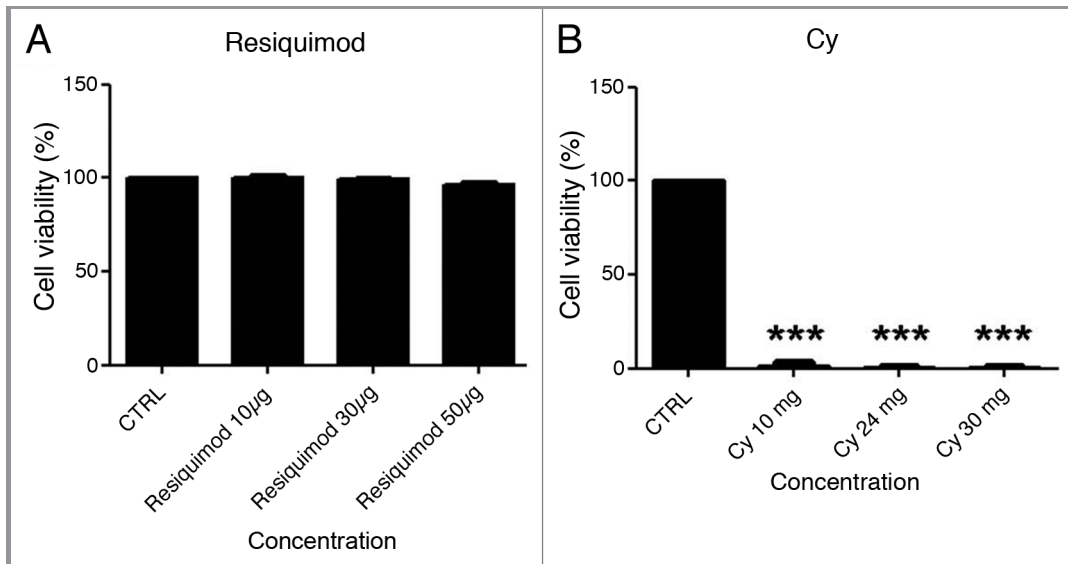 A
Resiquimod
150
100
50
0
Cell viability (%)
CTRL
Resiquimod 10µg
Resiquimod 30µg
Resiquimod 50µg
Concentration
B
Cy
150
100
50
0
Cell viability (%)
***
***
***
CTRL
Cy 10 mg
Cy 24 mg
Cy 30 mg
Concentration